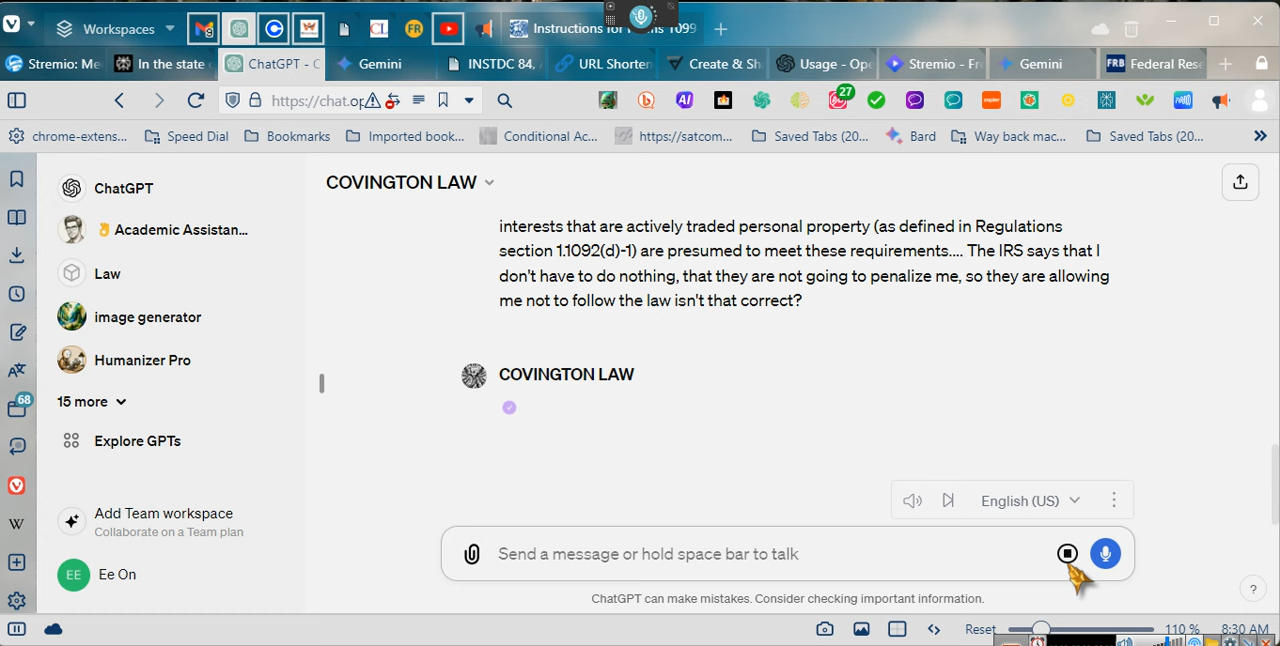 Workspaces
Instructions for
1099
Stremio: Me
In the state
ChatGPT - C
Gemini
INSTDC 84,
URL Shorten
Create & Sh
Usage - Ope
Stremio - Fr
Gemini
FRB Federal Rese
https://chat.op
27
chrome-extens...
Speed Dial
Bookmarks
Imported book...
Conditional Ac...
https://satcom...
Saved Tabs (20...
Bard
Way back mac...
Saved Tabs (20...
ChatGPT
Academic Assistan...
Law
image generator
Humanizer Pro
15 more
Explore GPTs
Add Team workspace
Collaborate on a Team plan
EE Ee On
68
W
COVINGTON LAW
interests that are actively traded personal property (as defined in Regulations
section 1.1092(d)-1) are presumed to meet these requirements.... The IRS says that I
don't have to do nothing, that they are not going to penalize me, so they are allowing
me not to follow the law isn't that correct?
COVINGTON LAW
English (US)
Send a message or hold space bar to talk
ChatGPT can make mistakes. Consider checking important information.
?
Reset
110 %
8:30 AM